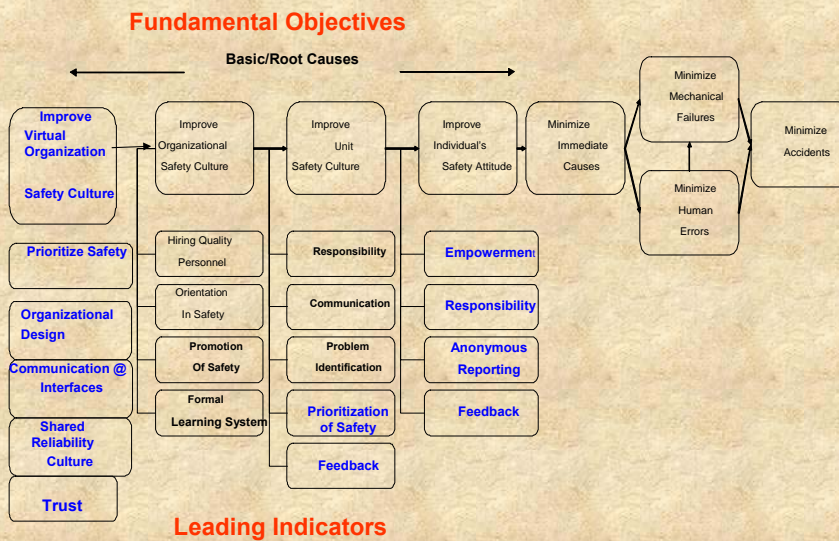 Fundamental Objectives
Basic/Root Causes
Improve
Virtual
Organization
Safety Culture
Improve
Organizational
Safety Culture
Improve
Unit
Safety Culture
Improve
Individual's
Safety Attitude
Minimize
Immediate
Causes
Minimize
Mechanical
Failures
Minimize
Human
Errors
Minimize
Accidents
Prioritize Safety
Organizational
Design
Communication @
Interfaces
Shared
Reliability
Culture
Trust
Hiring Quality
Personnel
Orientation
In Safety
Promotion
Of Safety
Formal
Learning System
Responsibility
Communication
Problem
Identification
Prioritization
of Safety
Feedback
Empowerment
Responsibility
Anonymous
Reporting
Feedback
Leading Indicators